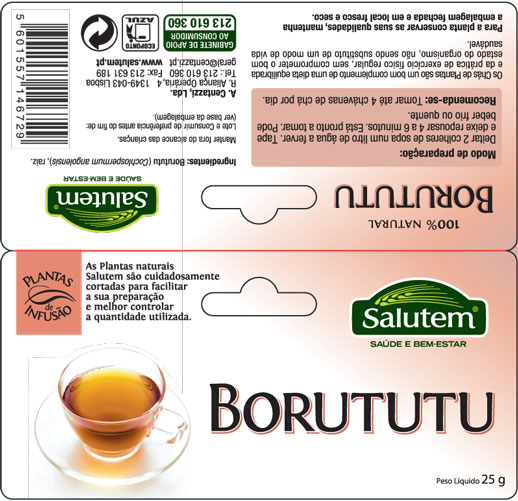 PLANTAS
de
INFUSÃO
As Plantas naturais
Salutem são cuidadosamente
cortadas para facilitar
a sua preparação
e melhor controlar
a quantidade utilizada.
Salutem®
SAÚDE E BEM-ESTAR
BORUTUTU
Peso Líquido 25 g
100% NATURAL
BORUTUTU
Modo de preparação:
Deitar 2 colheres de sopa num litro de água a ferver. Tape
e deixe repousar 4 a 6 minutos. Está pronto a tomar. Pode
beber frio ou quente.
Recomenda-se: Tomar até 4 chávenas de chá por dia.
Os Chás de Plantas são um bom complemento de uma dieta equilibrada
e da prática de exercício físico regular, sem comprometer o bom
estado do organismo, não sendo substituto de um modo de vida
saudável.
Para a planta conservar as suas qualidades, mantenha
a embalagem fechada e em local fresco e seco.
Salutem®
SAÚDE E BEM-ESTAR
Ingredientes: Borututu (Cochlospermum angolensis), raíz.
Manter fora do alcance das crianças.
Lote e Consumir de preferência antes do fim de:
(ver base da embalagem).
A. Centazzi, Lda.
R. Aliança Operária, 4 1349-043 Lisboa
Tel.: 213 610 360 Fax: 213 631 189
geral@centazzi.pt www.salutem.pt
GABINETE DE APOIO
AO CONSUMIDOR
213 610 360
ECOPONTO
AZUL
5 601557 146729